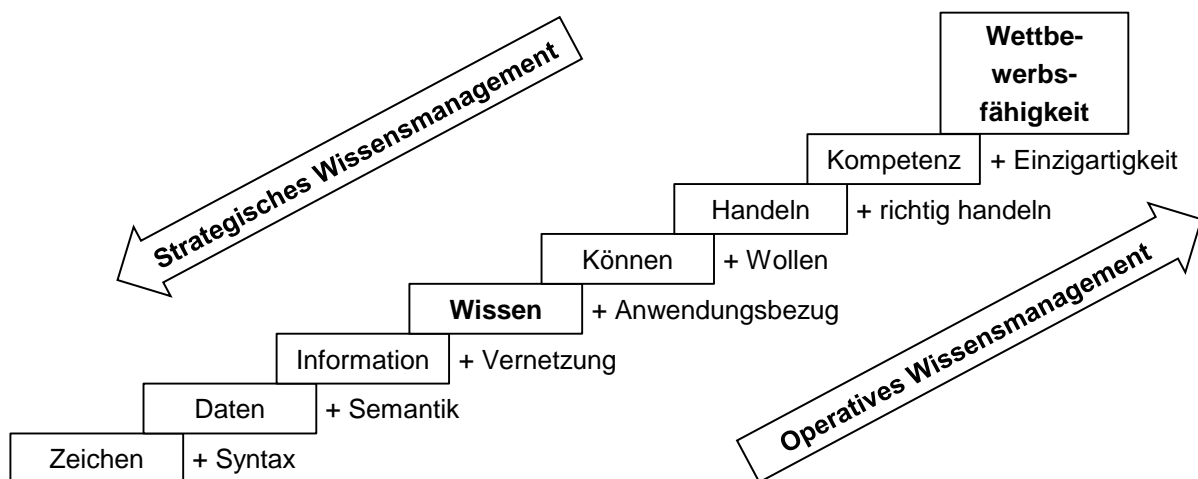 Wettbe-
werbs-
fähigkeit
Strategisches Wissensmanagement
Kompetenz + Einzigartigkeit
Handeln + richtig handeln
Können + Wollen
Wissen + Anwendungsbezug
Information + Vernetzung
Daten + Semantik
Zeichen + Syntax
Operatives Wissensmanagement